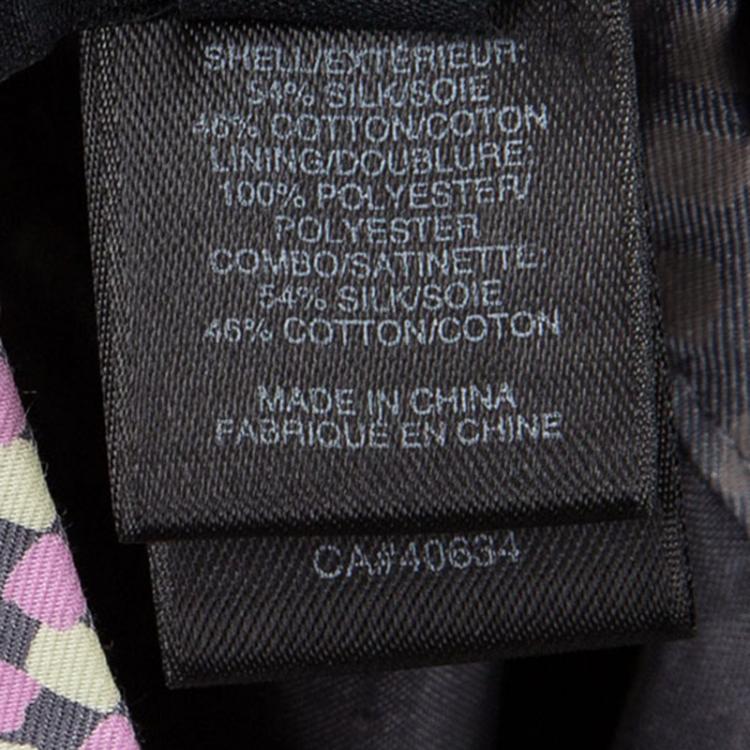 SHELL/EXTÉRIEUR:
54% SILK/SOIE
46% COTTON/COTON
LINING/DOUBLURE:
100% POLYESTER/
POLYESTER
COMBO/SATINETTE:
54% SILK/SOIE
46% COTTON/COTON
MADE IN CHINA
FABRIQUE EN CHINE
CA#40634